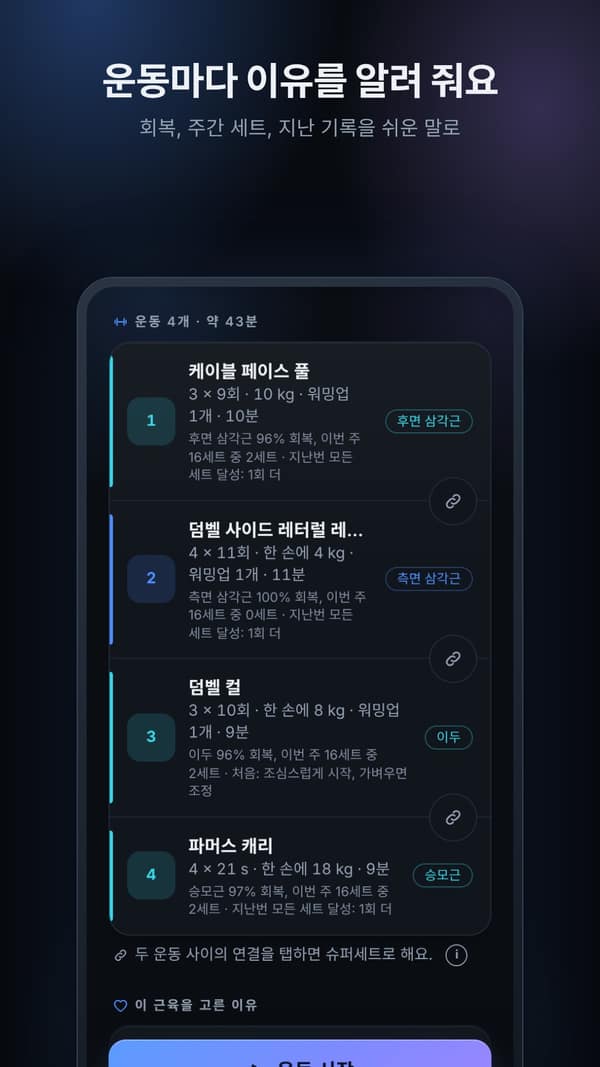 운동마다 이유를 알려 줘요
회복, 주간 세트, 지난 기록을 쉬운 말로
운동 4개 · 약 43분
1
케이블 페이스 풀
3 × 9회 · 10 kg · 워밍업
1개 · 10분
후면 삼각근 96% 회복, 이번 주
16세트 중 2세트 · 지난번 모든
세트 달성: 1회 더
후면 삼각근
2
덤벨 사이드 레터럴 레…
4 × 11회 · 한 손에 4 kg ·
워밍업 1개 · 11분
측면 삼각근 100% 회복, 이번 주
16세트 중 0세트 · 지난번 모든
세트 달성: 1회 더
측면 삼각근
3
덤벨 컬
3 × 10회 · 한 손에 8 kg · 워밍업
1개 · 9분
이두 96% 회복, 이번 주 16세트 중
2세트 · 처음: 조심스럽게 시작, 가벼우면
조정
이두
4
파머스 캐리
4 × 21 s · 한 손에 18 kg · 9분
승모근 97% 회복, 이번 주 16세트 중
2세트 · 지난번 모든 세트 달성: 1회 더
승모근
두 운동 사이의 연결을 탭하면 슈퍼세트로 해요.
이 근육을 고른 이유
운동 시작